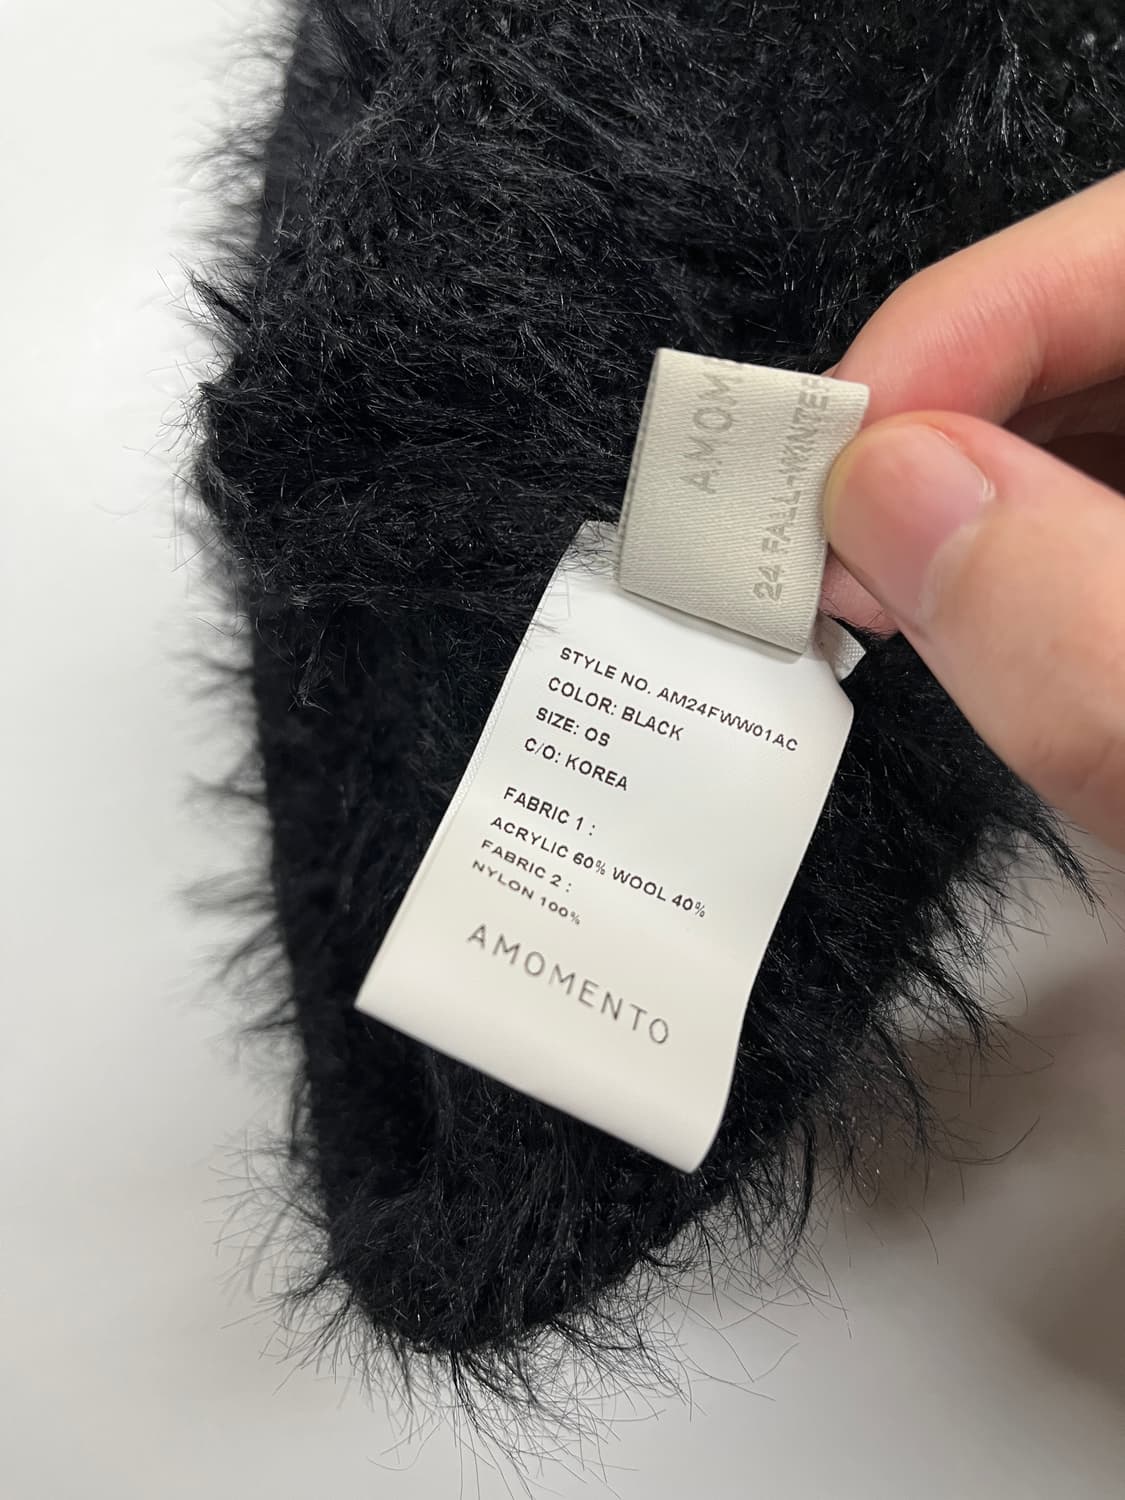 AMOM
24 FALL-WINTER
STYLE NO. AM24FWW01AC
COLOR: BLACK
SIZE: OS
C/O: KOREA
FABRIC 1 :
ACRYLIC 60% WOOL 40%
FABRIC 2 :
NYLON 100%
AMOMENTO